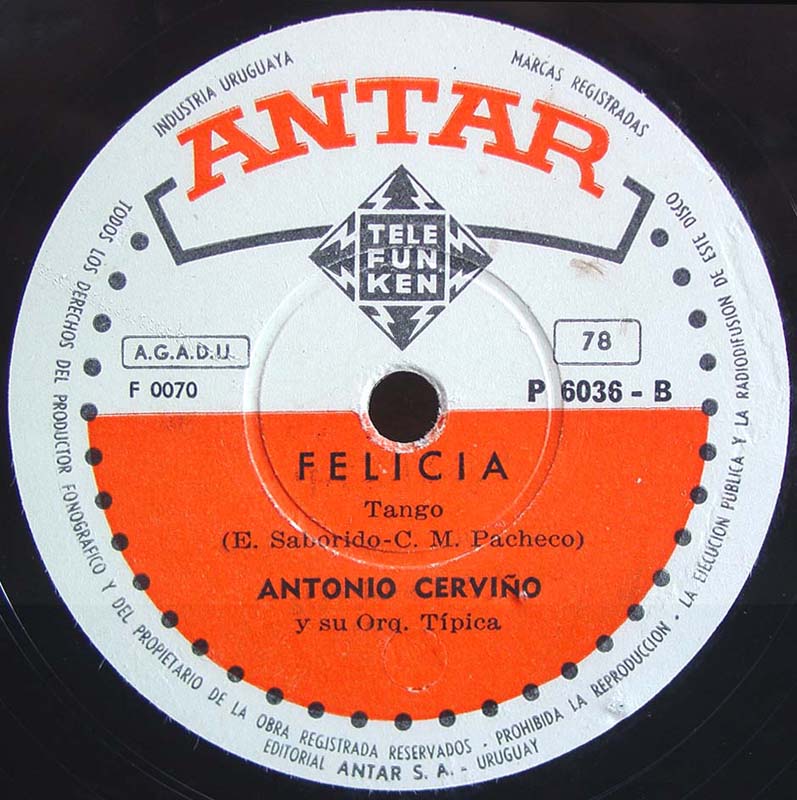 INDUSTRIA URUGUAYA
MARCAS REGISTRADAS
ANTAR
TELE
FUN
KEN
A.G.A.D.U.
78
F 0070
P 6036 - B
FELICIA
Tango
(E. Saborido-C. M. Pacheco)
ANTONIO CERVIÑO
y su Orq. Típica
TODOS LOS DERECHOS DEL PRODUCTOR FONOGRAFICO Y DEL PROPIETARIO DE LA OBRA REGISTRADA RESERVADOS - PROHIBIDA LA REPRODUCCION - LA EJECUCION PUBLICA Y LA RADIODIFUSION DE ESTE DISCO
EDITORIAL ANTAR S. A. - URUGUAY